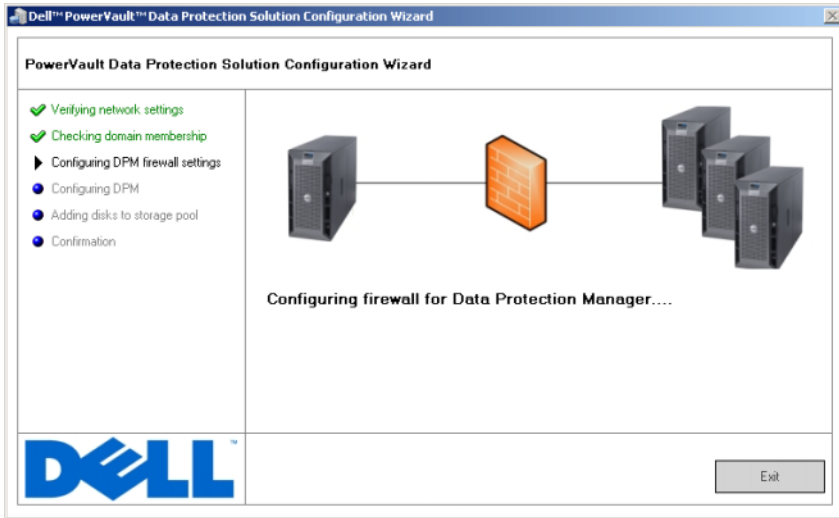 Dell™ PowerVault™ Data Protection Solution Configuration Wizard
PowerVault Data Protection Solution Configuration Wizard
Verifying network settings
Checking domain membership
Configuring DPM firewall settings
Configuring DPM
Adding disks to storage pool
Confirmation
Configuring firewall for Data Protection Manager....
DELL™
Exit